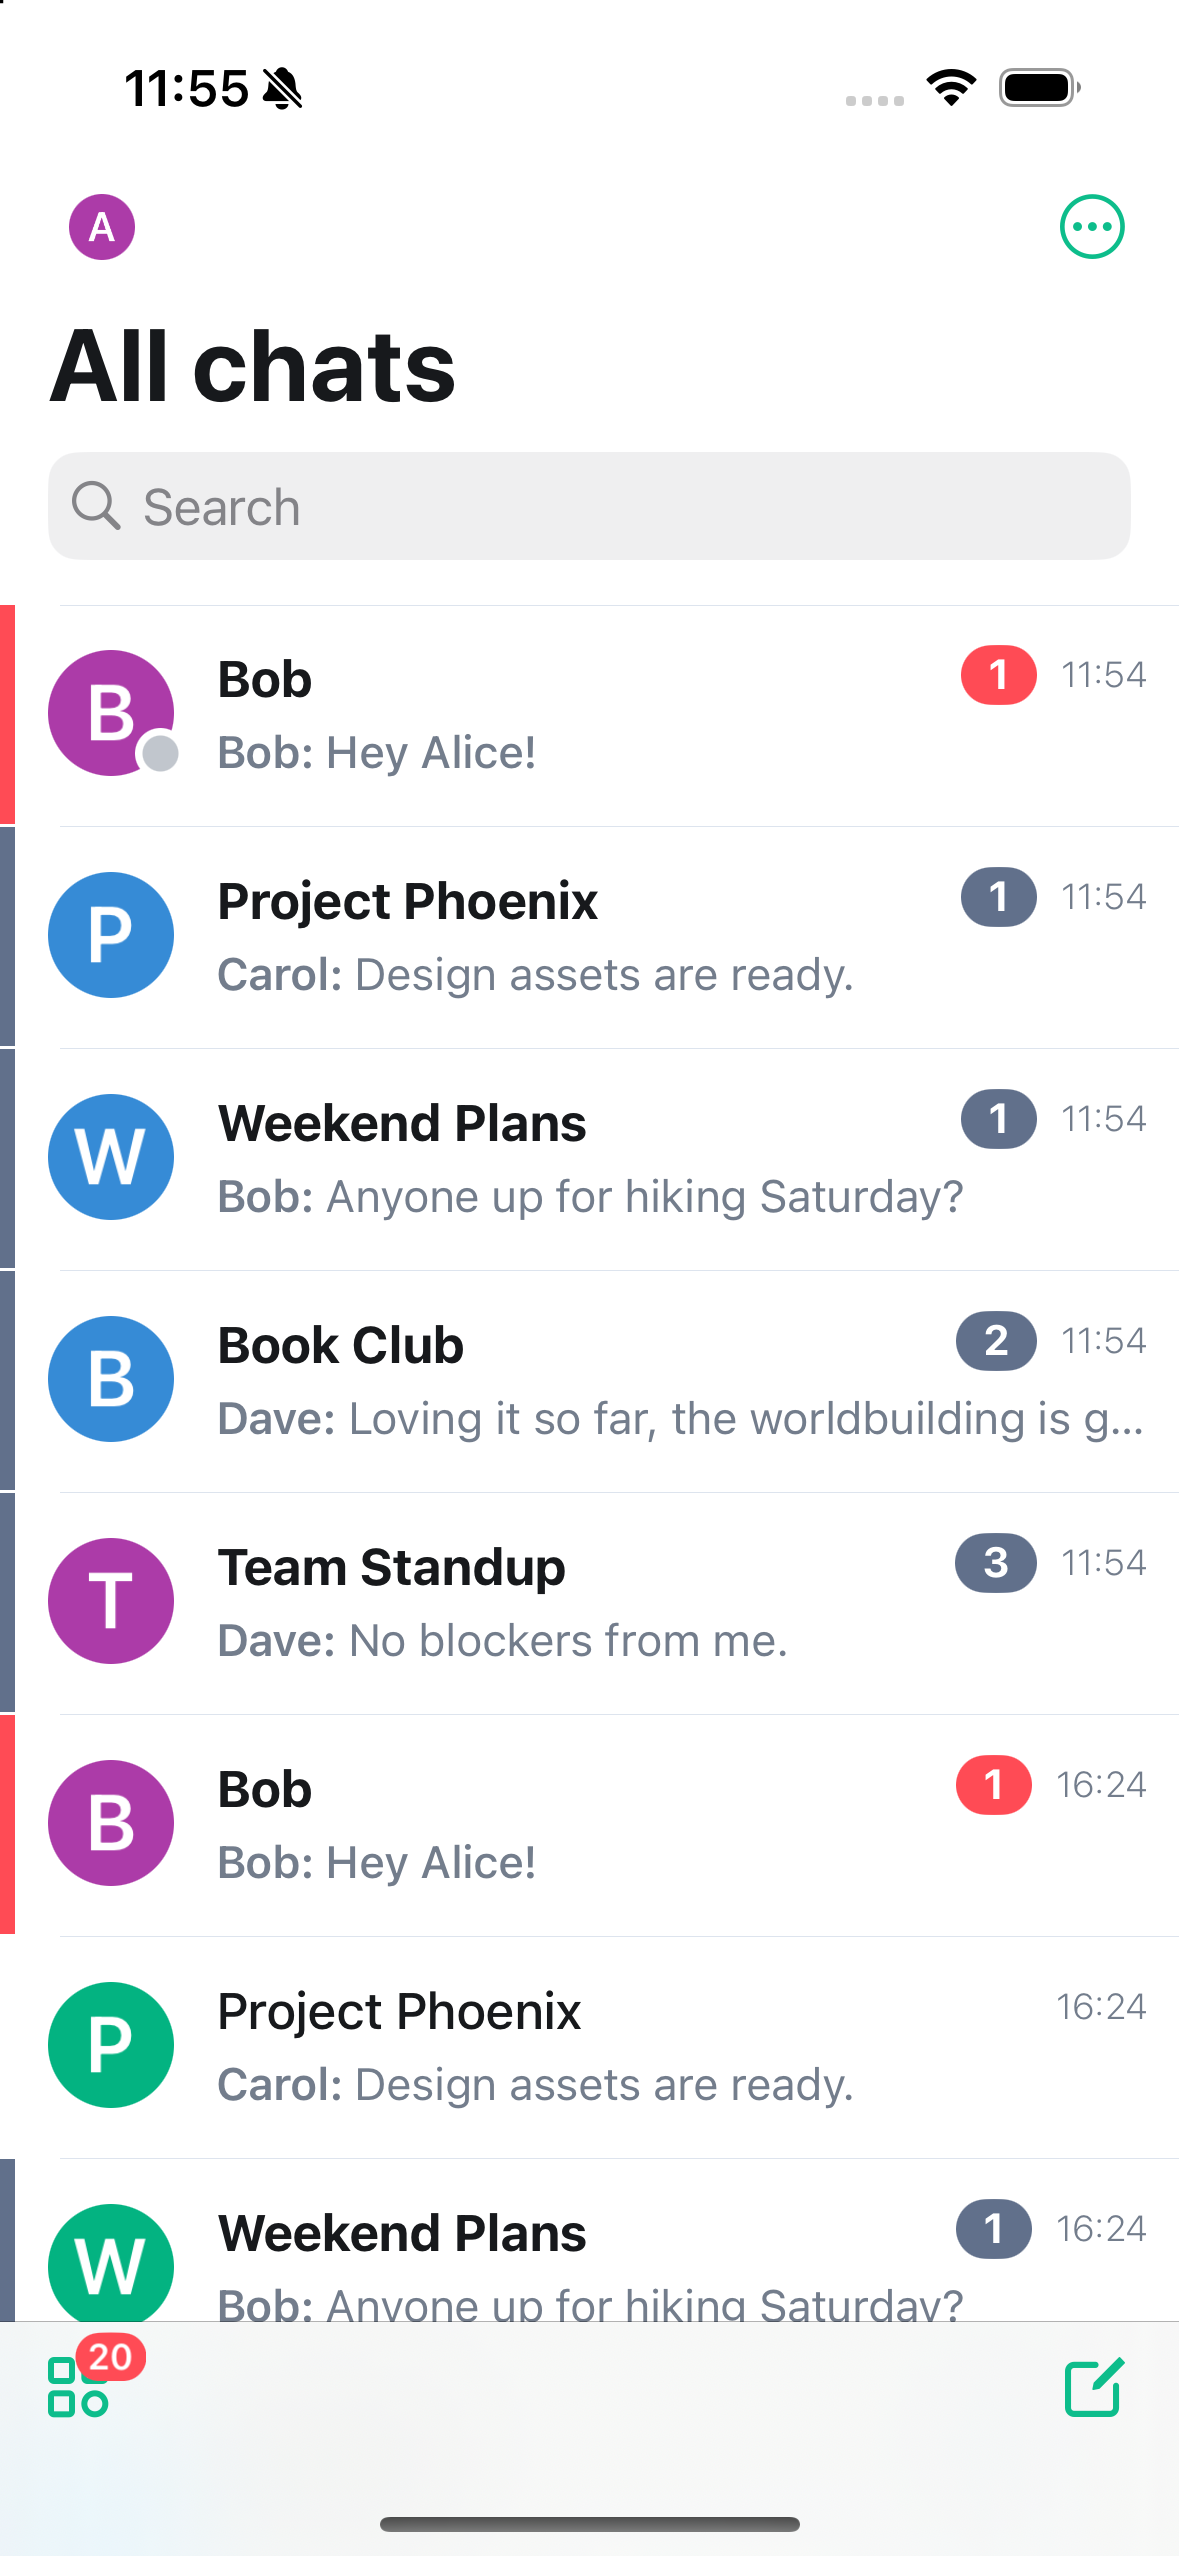 11:55
A
All chats
Search
B
Bob
1
11:54
Bob: Hey Alice!
P
Project Phoenix
1
11:54
Carol: Design assets are ready.
W
Weekend Plans
1
11:54
Bob: Anyone up for hiking Saturday?
B
Book Club
2
11:54
Dave: Loving it so far, the worldbuilding is g...
T
Team Standup
3
11:54
Dave: No blockers from me.
B
Bob
1
16:24
Bob: Hey Alice!
P
Project Phoenix
16:24
Carol: Design assets are ready.
W
Weekend Plans
1
16:24
Bob: Anyone up for hiking Saturday?
20